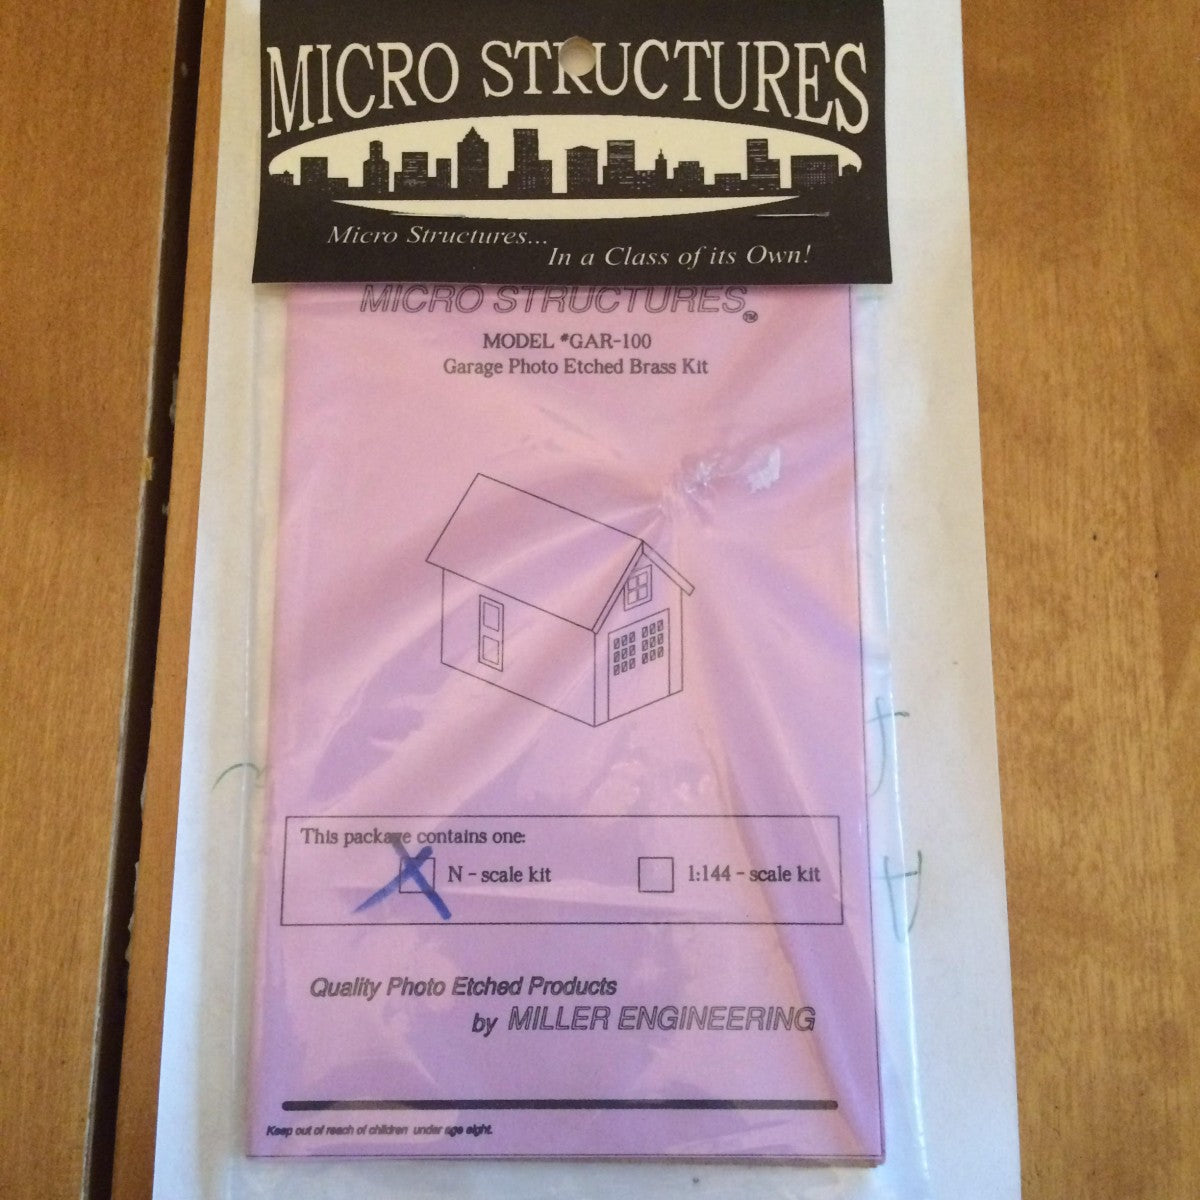 MICRO STRUCTURES
Micro Structures...
In a Class of its Own!
MICRO STRUCTURES TM
MODEL #GAR-100
Garage Photo Etched Brass Kit
This package contains one:
N - scale kit
1:144 - scale kit
Quality Photo Etched Products
by MILLER ENGINEERING
Keep out of reach of children under age eight.